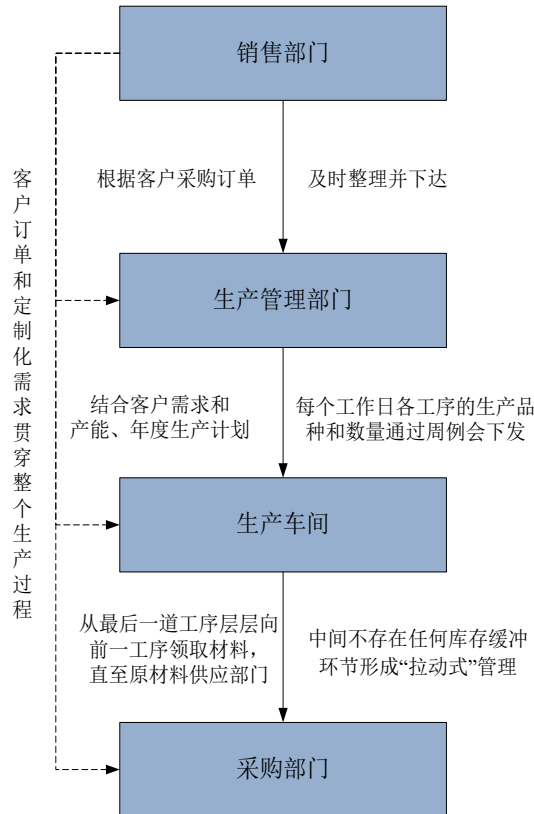 销售部门
根据客户采购订单
及时整理并下达
生产管理部门
结合客户需求和
产能、年度生产计划
每个工作日各工序的生产品
种和数量通过周例会下发
生产车间
从最后一道工序层层向
前一工序领取材料，
直至原材料供应部门
中间不存在任何库存缓冲
环节形成“拉动式”管理
采购部门
客户订单和定制化需求贯穿整个生产过程